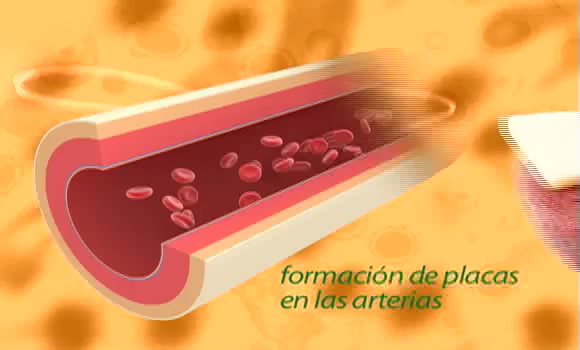 formación de placas
en las arterias